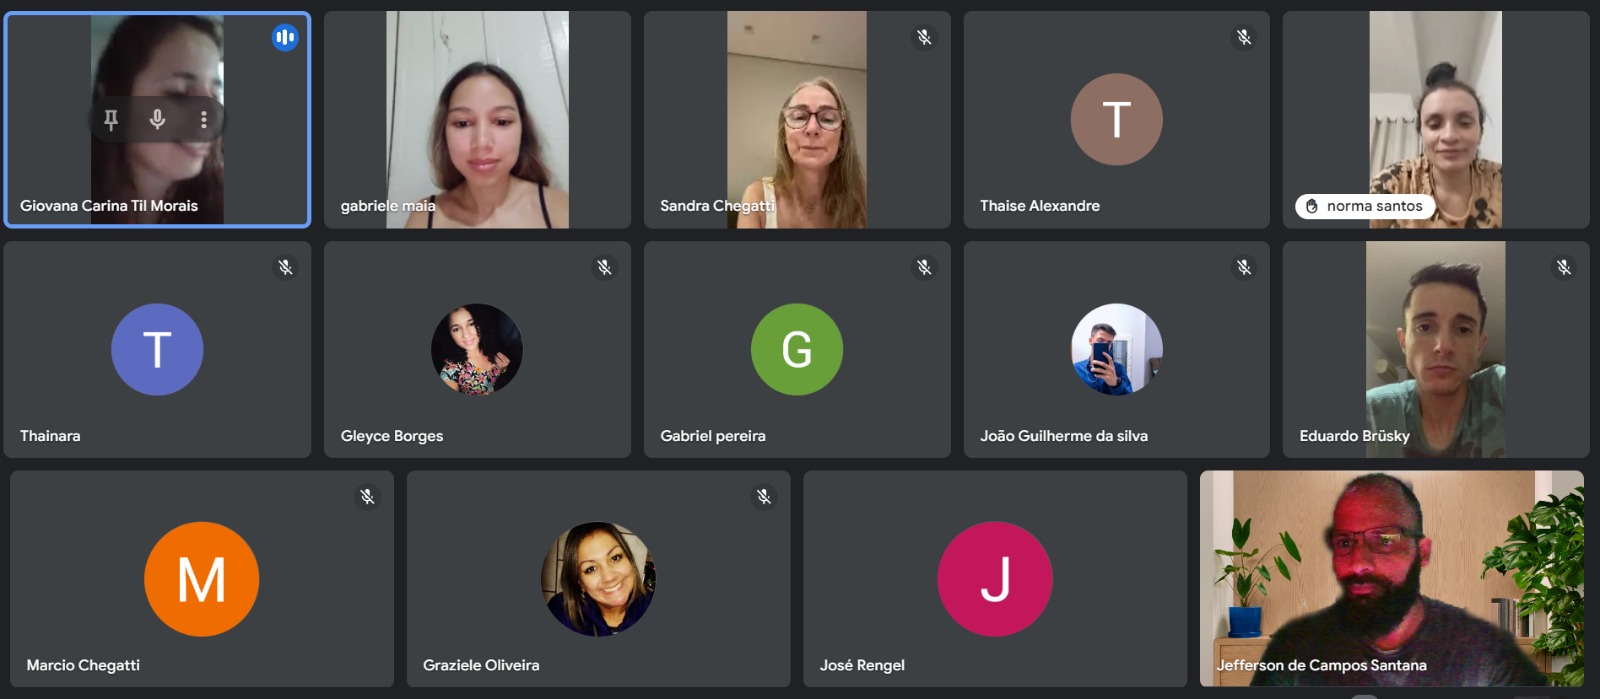 Giovana Carina Til Morais
gabriele maia
Sandra Chegatti
T
Thaise Alexandre
norma santos
T
Thainara
Gleyce Borges
G
Gabriel pereira
João Guilherme da silva
Eduardo Brüsky
M
Marcio Chegatti
Graziele Oliveira
J
José Rengel
Jefferson de Campos Santana